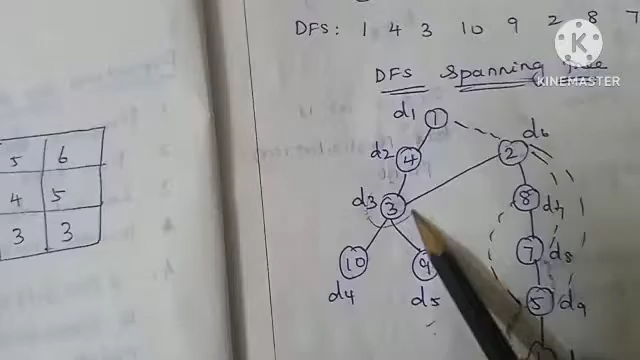 DFS: 1 4 3 10 9 2 8 7
DFS Spanning Tree
KINEMASTER
d1 1
2 d6
d2 4
5 6
4 5
3 3
d3 3
8 d7
10 9
7 d8
d4 d5
5 d9